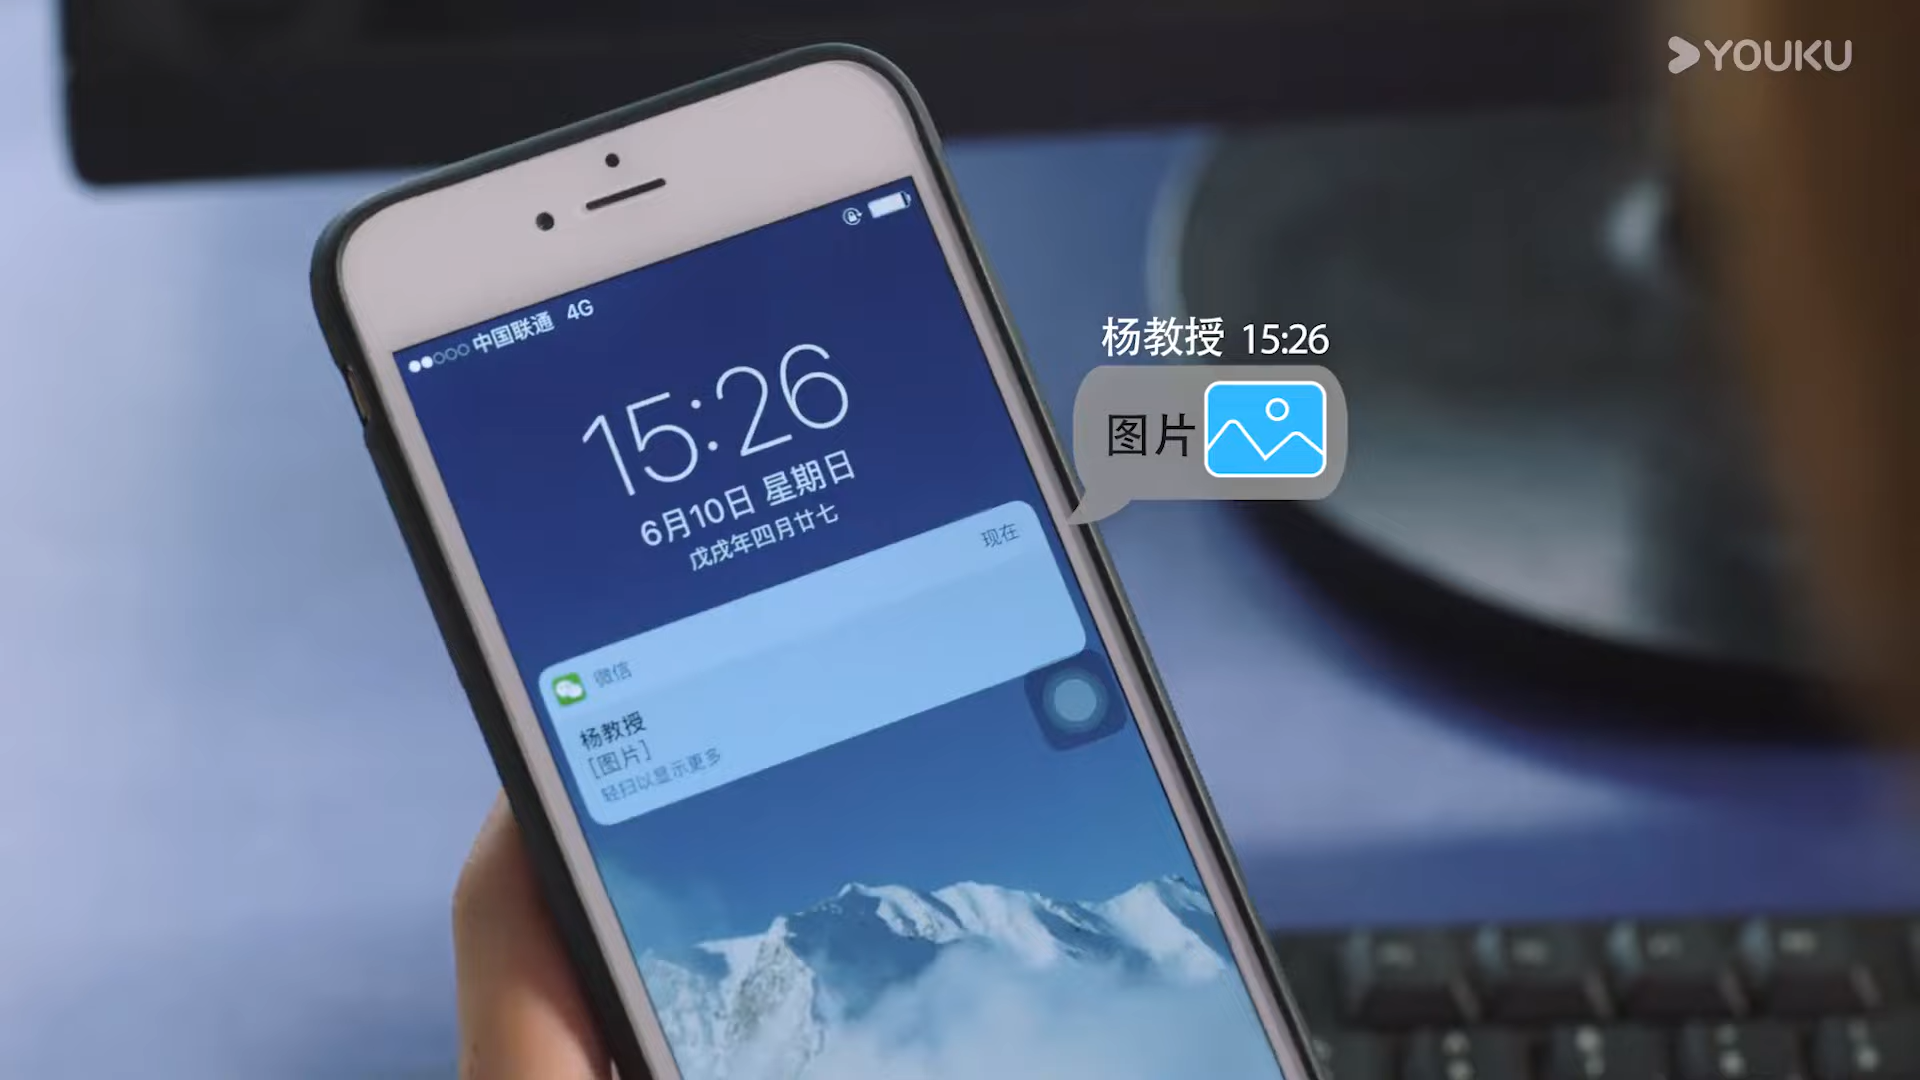 YOUKU
中国联通 4G
15:26
6月10日 星期日
戊戌年四月廿七
微信 现在
杨教授
[图片]
轻扫以显示更多
杨教授 15:26
图片